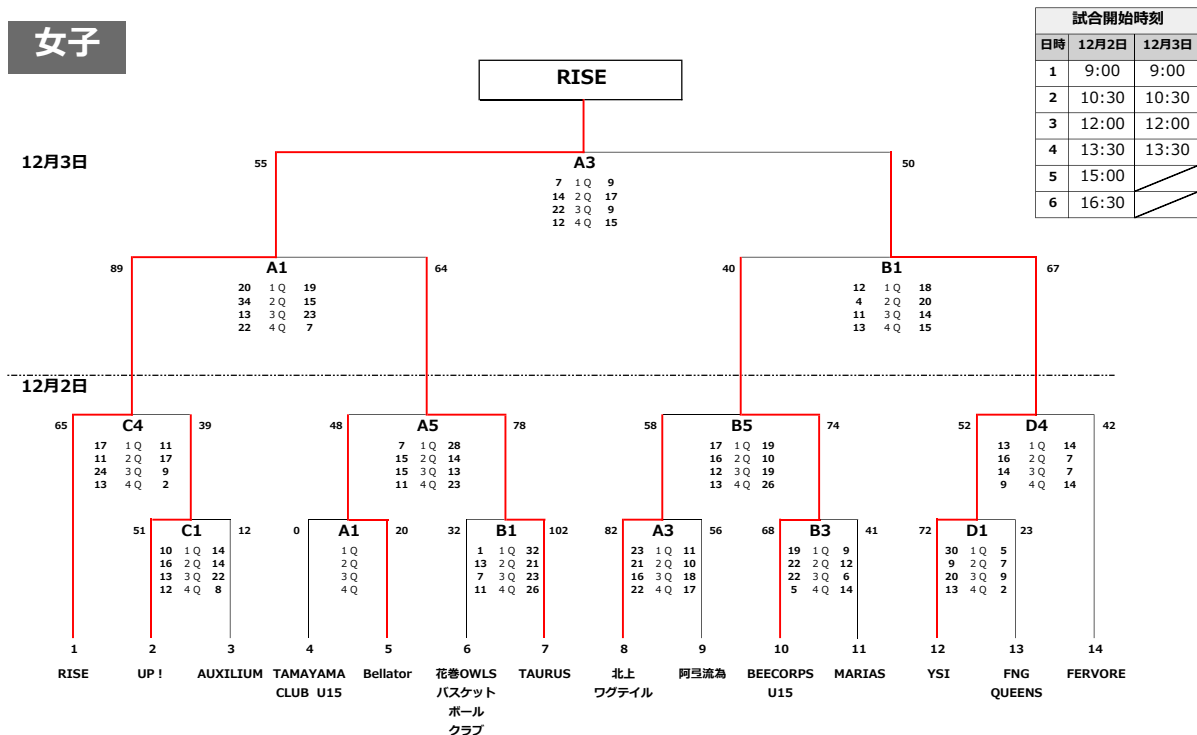 女子
試合開始時刻
日時 12月2日 12月3日
1 9:00 9:00
2 10:30 10:30
3 12:00 12:00
4 13:30 13:30
5 15:00
6 16:30
RISE
12月3日
55 A3 50
7 1Q 9
14 2Q 17
22 3Q 9
12 4Q 15
89 A1 64
20 1Q 19
34 2Q 15
13 3Q 23
22 4Q 7
40 B1 67
12 1Q 18
4 2Q 20
11 3Q 14
13 4Q 15
12月2日
65 C4 39
17 1Q 11
11 2Q 17
24 3Q 9
13 4Q 2
48 A5 78
7 1Q 28
15 2Q 14
15 3Q 13
11 4Q 23
58 B5 74
17 1Q 19
16 2Q 10
12 3Q 19
13 4Q 26
52 D4 42
13 1Q 14
16 2Q 7
14 3Q 7
9 4Q 14
51 C1 12
10 1Q 14
16 2Q 14
13 3Q 22
12 4Q 8
0 A1 20
1Q
2Q
3Q
4Q
32 B1 102
1 1Q 32
13 2Q 21
7 3Q 23
11 4Q 26
82 A3 56
23 1Q 11
21 2Q 10
16 3Q 18
22 4Q 17
68 B3 41
19 1Q 9
22 2Q 12
22 3Q 6
5 4Q 14
72 D1 23
30 1Q 5
9 2Q 7
20 3Q 9
13 4Q 2
1 2 3 4 5 6 7 8 9 10 11 12 13 14
RISE
UP！
AUXILIUM
TAMAYAMA
CLUB U15
Bellator
花巻OWLS
バスケット
ボール
クラブ
TAURUS
北上
ワグテイル
阿弖流為
BEECORPS
U15
MARIAS
YSI
FNG
QUEENS
FERVORE